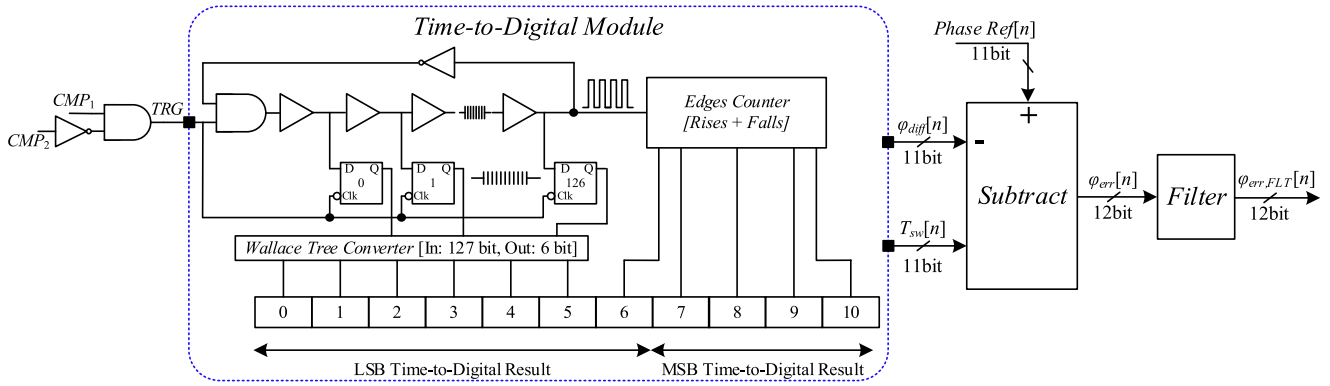 Time-to-Digital Module
CMP1
CMP2
TRG
Edges Counter
[Rises + Falls]
D Q
0
Clk
D Q
1
Clk
D Q
126
Clk
Wallace Tree Converter [In: 127 bit, Out: 6 bit]
0 1 2 3 4 5 6 7 8 9 10
LSB Time-to-Digital Result
MSB Time-to-Digital Result
Phase Ref[n]
11bit
+
-
φdiff[n]
11bit
Tsw[n]
11bit
Subtract
φerr[n]
12bit
Filter
φerr,FLT[n]
12bit